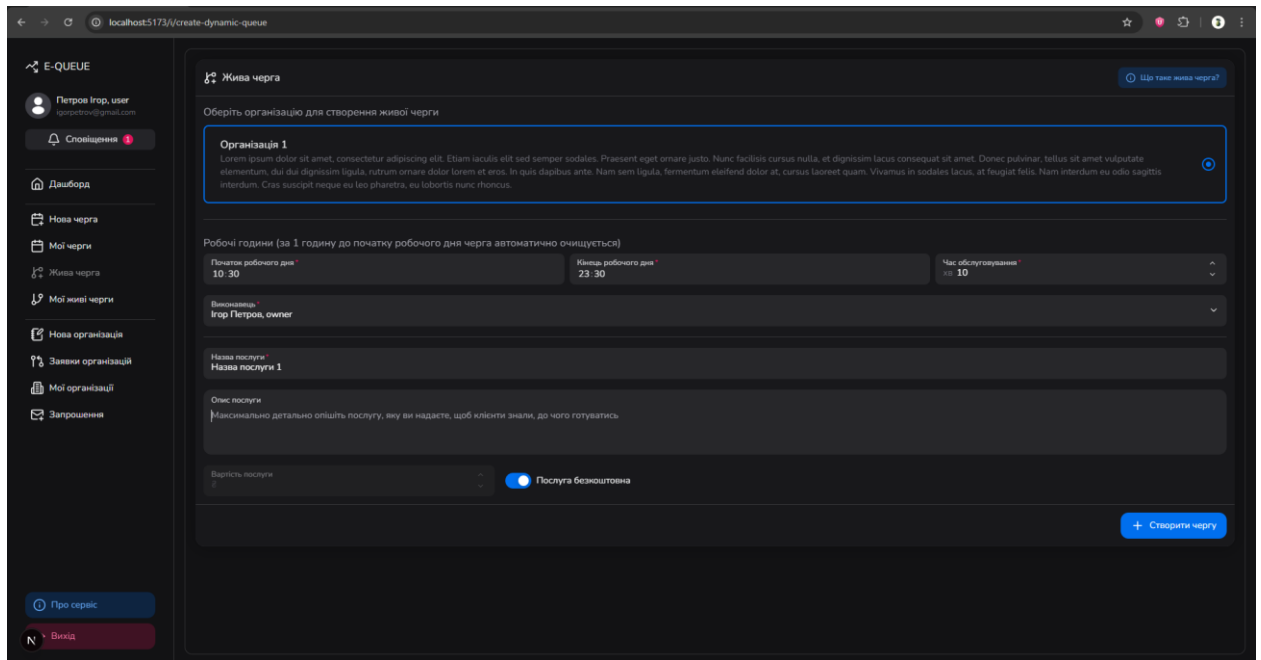 localhost:5173/i/create-dynamic-queue
E-QUEUE
Петров Ігор, user
igorpetrov@gmail.com
Сповіщення 1
Дашборд
Нова черга
Мої черги
Жива черга
Мої живі черги
Нова організація
Заявки організацій
Мої організації
Запрошення
Про сервіс
Вихід
N
Жива черга
Що таке жива черга?
Оберіть організацію для створення живої черги
Організація 1
Lorem ipsum dolor sit amet, consectetur adipiscing elit. Etiam iaculis elit sed semper sodales. Praesent eget ornare justo. Nunc facilisis cursus nulla, et dignissim lacus consequat sit amet. Donec pulvinar, tellus sit amet vulputate
elementum, dui dui dignissim ligula, rutrum ornare dolor lorem et eros. In quis dapibus ante. Nam sem ligula, fermentum eleifend dolor at, cursus laoreet quam. Vivamus in sodales lacus, at feugiat felis. Nam interdum eu odio sagittis
interdum. Cras suscipit neque eu leo pharetra, eu lobortis nunc rhoncus.
Робочі години (за 1 годину до початку робочого дня черга автоматично очищується)
Початок робочого дня *
10:30
Кінець робочого дня *
23:30
Час обслуговування *
хв 10
Виконавець *
Ігор Петров, owner
Назва послуги *
Назва послуги 1
Опис послуги
Максимально детально опішіть послугу, яку ви надаєте, щоб клієнти знали, до чого готуватись
Вартість послуги
₴
Послуга безкоштовна
+ Створити чергу